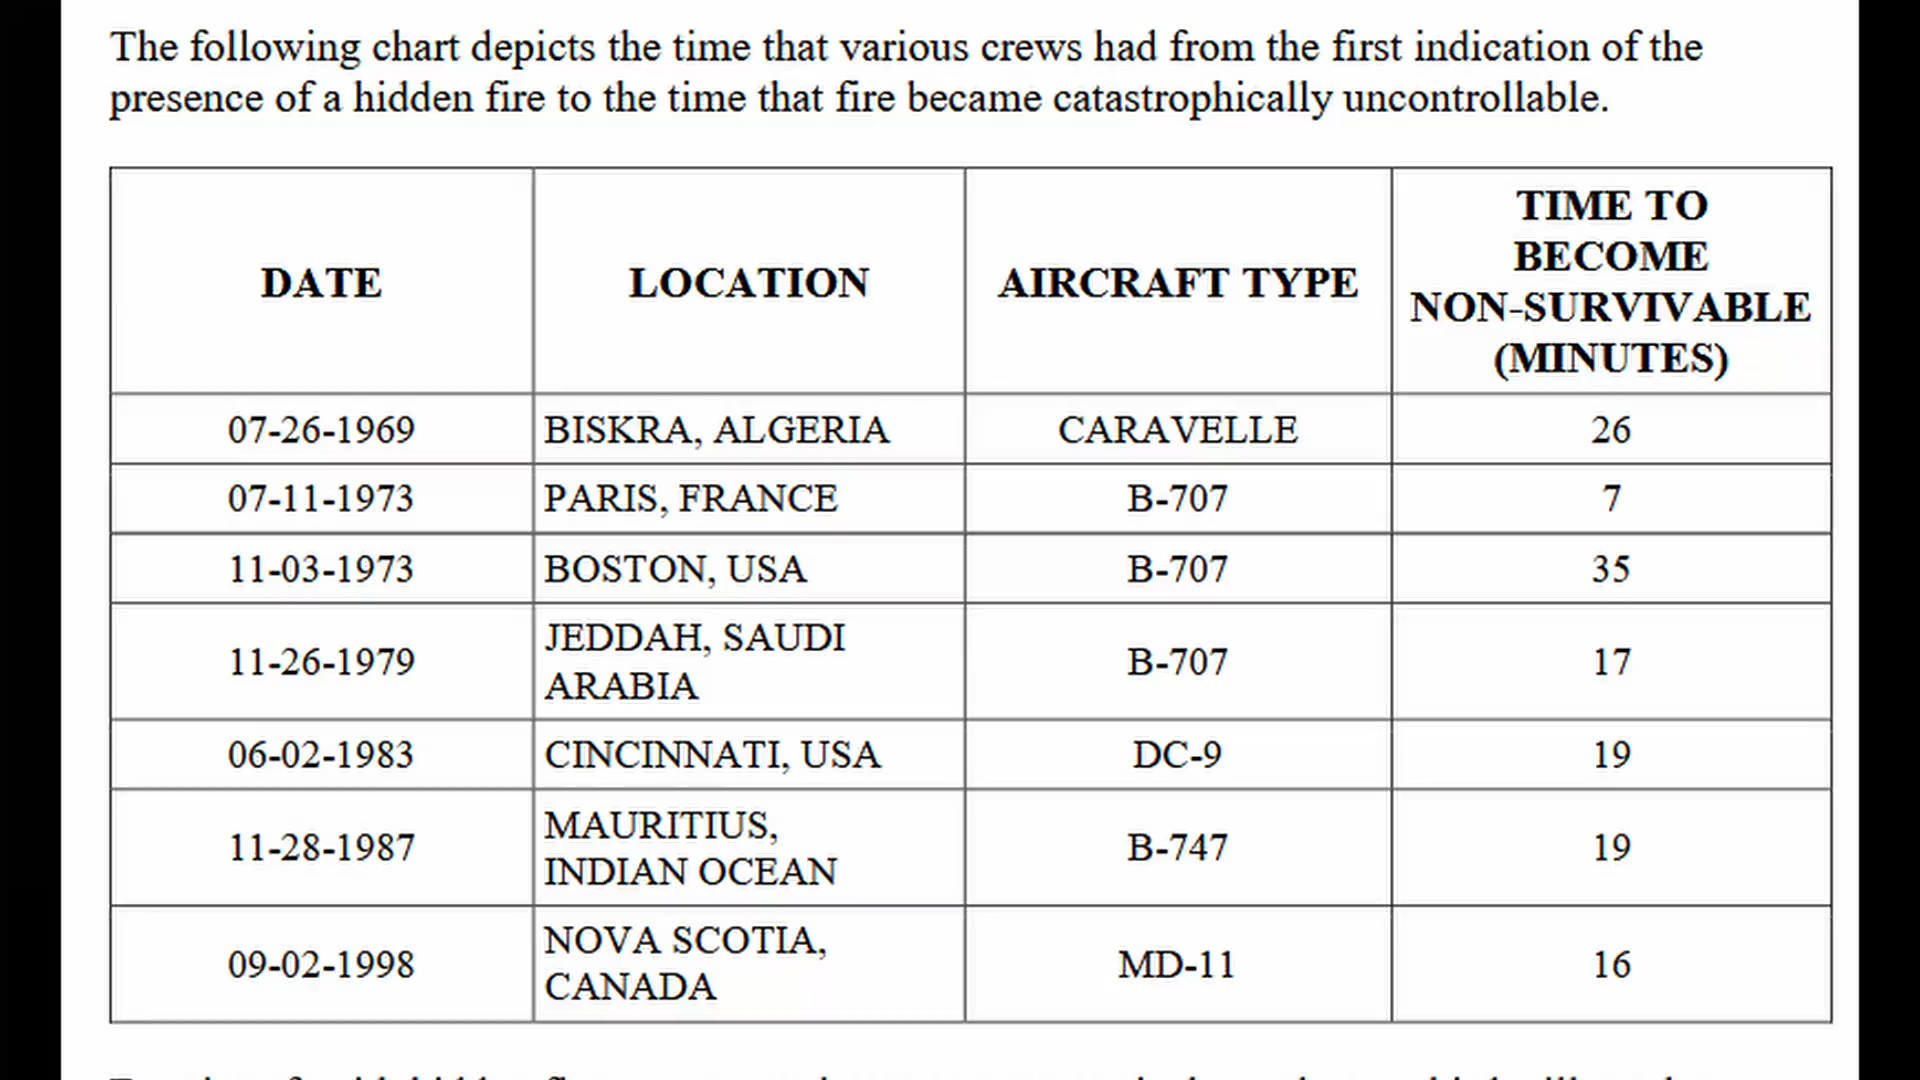 The following chart depicts the time that various crews had from the first indication of the
presence of a hidden fire to the time that fire became catastrophically uncontrollable.
DATE
LOCATION
AIRCRAFT TYPE
TIME TO
BECOME
NON-SURVIVABLE
(MINUTES)
07-26-1969
BISKRA, ALGERIA
CARAVELLE
26
07-11-1973
PARIS, FRANCE
B-707
7
11-03-1973
BOSTON, USA
B-707
35
11-26-1979
JEDDAH, SAUDI
ARABIA
B-707
17
06-02-1983
CINCINNATI, USA
DC-9
19
11-28-1987
MAURITIUS,
INDIAN OCEAN
B-747
19
09-02-1998
NOVA SCOTIA,
CANADA
MD-11
16